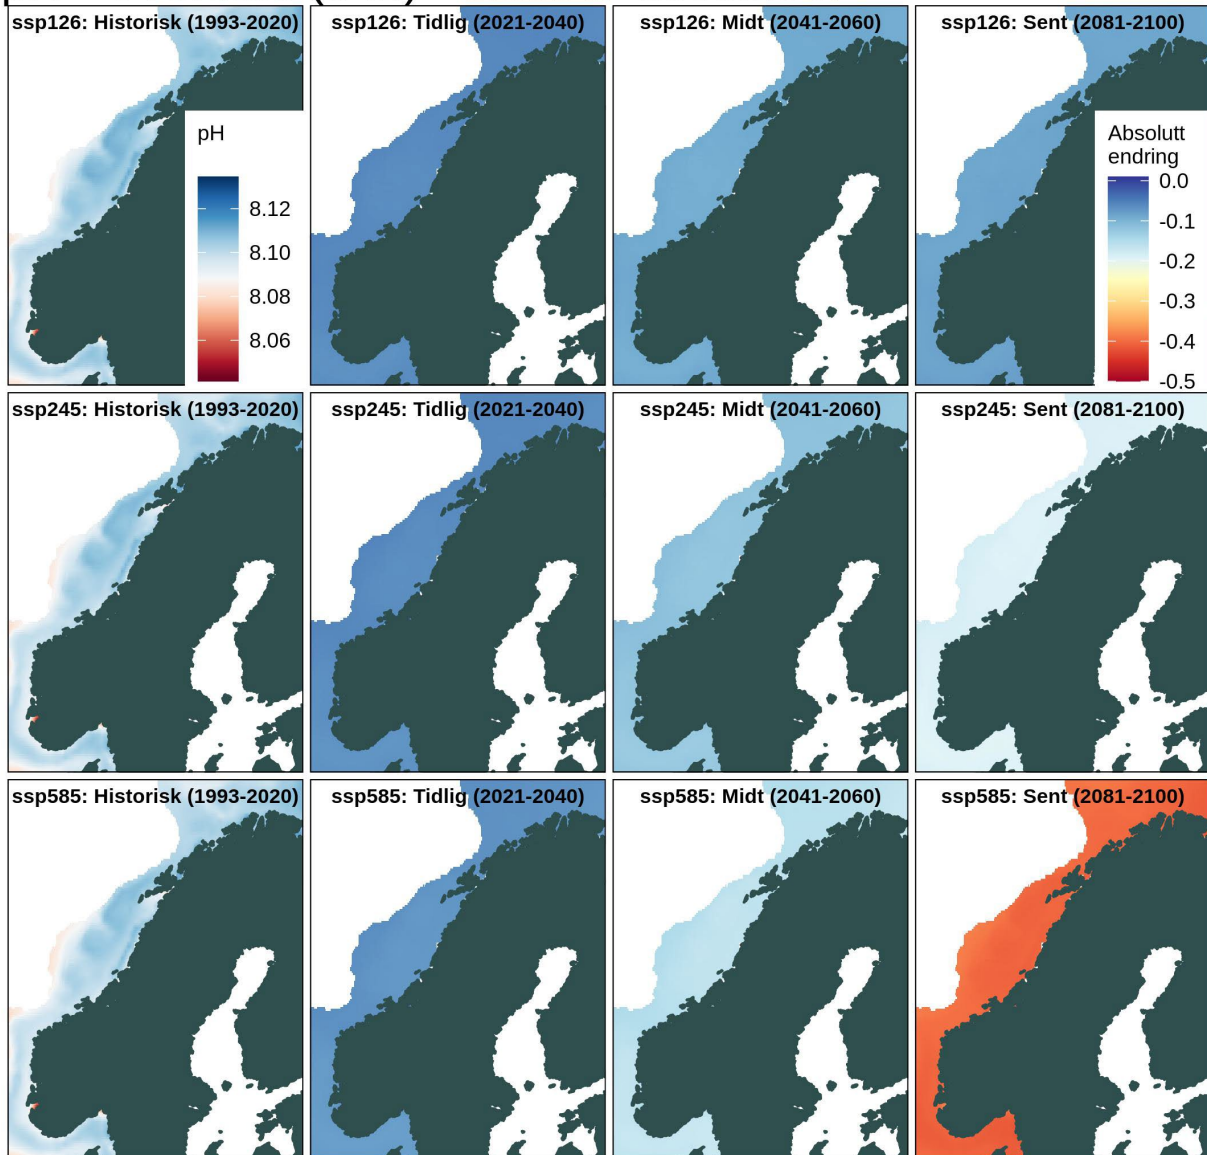 ssp126: Historisk (1993-2020)
ssp126: Tidlig (2021-2040)
ssp126: Midt (2041-2060)
ssp126: Sent (2081-2100)
pH
8.12
8.10
8.08
8.06
Absolutt
endring
0.0
-0.1
-0.2
-0.3
-0.4
-0.5
ssp245: Historisk (1993-2020)
ssp245: Tidlig (2021-2040)
ssp245: Midt (2041-2060)
ssp245: Sent (2081-2100)
ssp585: Historisk (1993-2020)
ssp585: Tidlig (2021-2040)
ssp585: Midt (2041-2060)
ssp585: Sent (2081-2100)